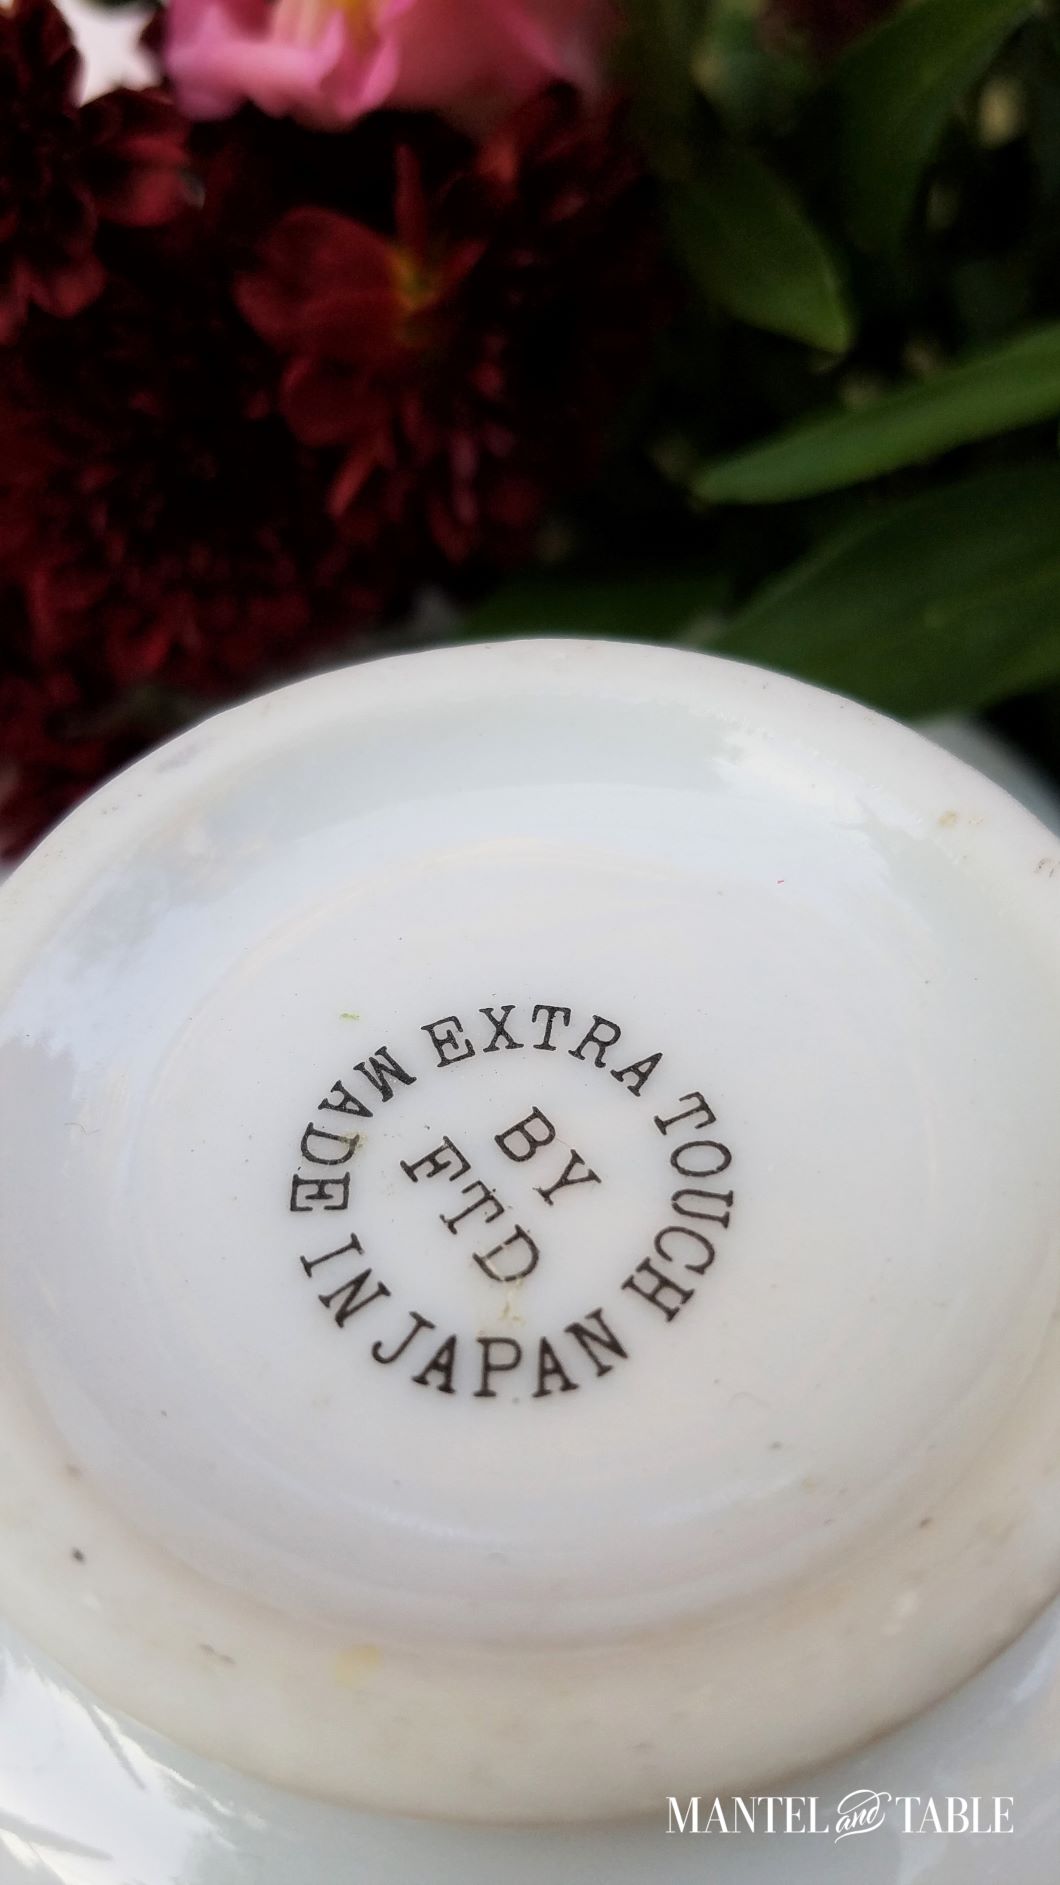 EXTRA TOUCH
BY
FTD
MADE IN JAPAN
MANTEL and TABLE